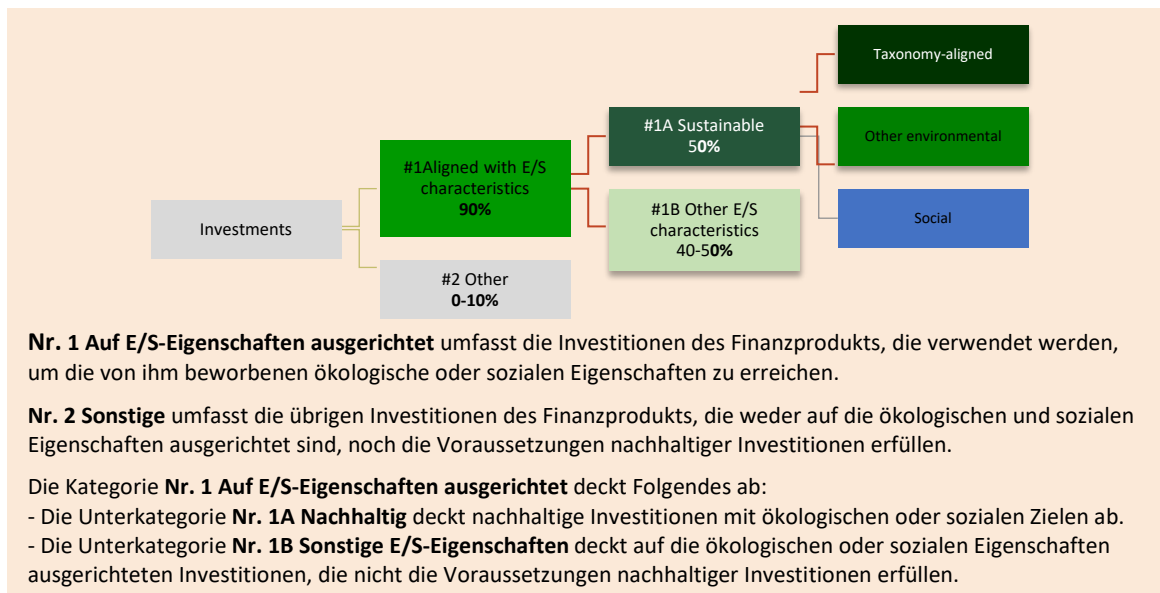 Taxonomy-aligned
#1A Sustainable
50%
Other environmental
#1Aligned with E/S
characteristics
90%
#1B Other E/S
characteristics
40-50%
Social
Investments
#2 Other
0-10%
Nr. 1 Auf E/S-Eigenschaften ausgerichtet umfasst die Investitionen des Finanzprodukts, die verwendet werden,
um die von ihm beworbenen ökologische oder sozialen Eigenschaften zu erreichen.
Nr. 2 Sonstige umfasst die übrigen Investitionen des Finanzprodukts, die weder auf die ökologischen und sozialen
Eigenschaften ausgerichtet sind, noch die Voraussetzungen nachhaltiger Investitionen erfüllen.
Die Kategorie Nr. 1 Auf E/S-Eigenschaften ausgerichtet deckt Folgendes ab:
- Die Unterkategorie Nr. 1A Nachhaltig deckt nachhaltige Investitionen mit ökologischen oder sozialen Zielen ab.
- Die Unterkategorie Nr. 1B Sonstige E/S-Eigenschaften deckt auf die ökologischen oder sozialen Eigenschaften
ausgerichteten Investitionen, die nicht die Voraussetzungen nachhaltiger Investitionen erfüllen.